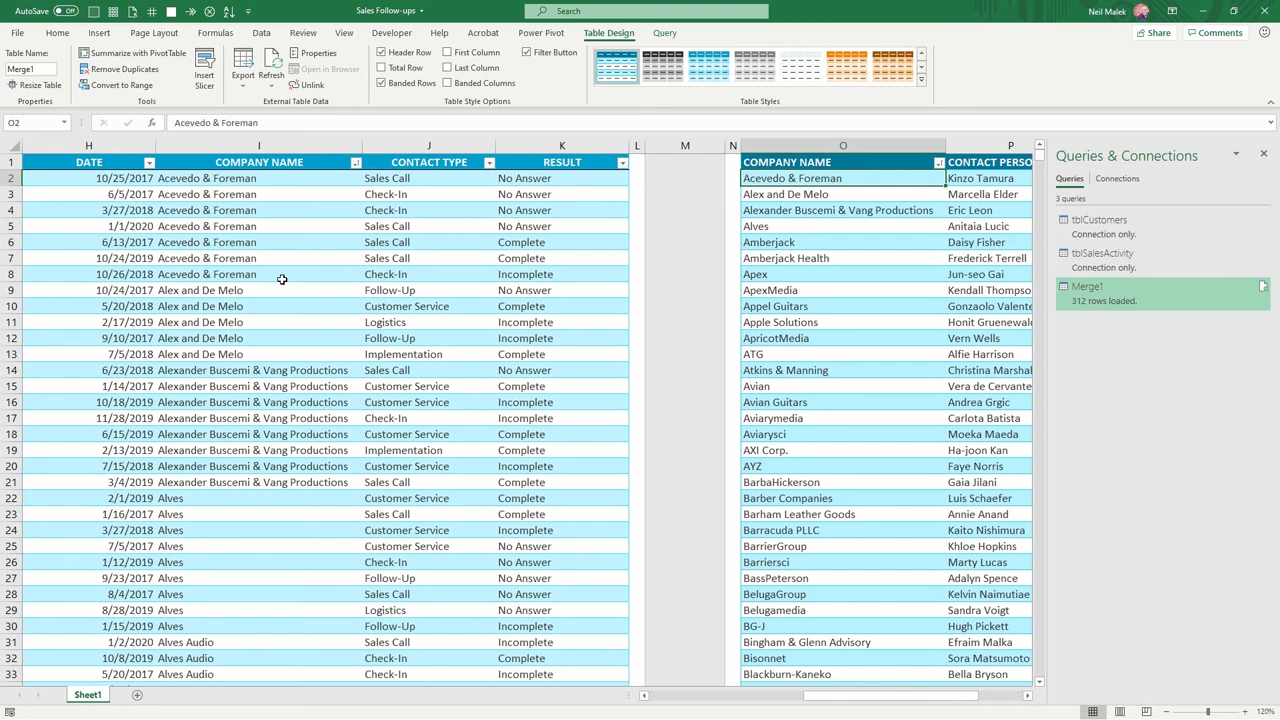 AutoSave Off
Sales Follow-ups
Search
Neil Malek
File Home Insert Page Layout Formulas Data Review View Developer Help Acrobat Power Pivot Table Design Query
Share Comments
Table Name:
Merge1
Resize Table
Properties
Summarize with PivotTable
Remove Duplicates
Convert to Range
Insert Slicer
Tools
Export
Refresh
Properties
Open in Browser
Unlink
External Table Data
Header Row First Column Filter Button
Total Row Last Column
Banded Rows Banded Columns
Table Style Options
Table Styles
O2 fx Acevedo & Foreman
H I J K L M N O P
1 DATE COMPANY NAME CONTACT TYPE RESULT COMPANY NAME CONTACT PERSO
2 10/25/2017 Acevedo & Foreman Sales Call No Answer Acevedo & Foreman Kinzo Tamura
3 6/5/2017 Acevedo & Foreman Check-In No Answer Alex and De Melo Marcella Elder
4 3/27/2018 Acevedo & Foreman Check-In No Answer Alexander Buscemi & Vang Productions Eric Leon
5 1/1/2020 Acevedo & Foreman Sales Call No Answer Alves Anitaia Lucic
6 6/13/2017 Acevedo & Foreman Sales Call Complete Amberjack Daisy Fisher
7 10/24/2019 Acevedo & Foreman Sales Call Complete Amberjack Health Frederick Terrell
8 10/26/2018 Acevedo & Foreman Check-In Incomplete Apex Jun-seo Gai
9 10/24/2017 Alex and De Melo Follow-Up No Answer ApexMedia Kendall Thompso
10 5/20/2018 Alex and De Melo Customer Service Incomplete Appel Guitars Gonzaolo Valente
11 2/17/2019 Alex and De Melo Logistics Incomplete Apple Solutions Honit Gruenewal
12 9/10/2017 Alex and De Melo Follow-Up No Answer ApricotMedia Vern Wells
13 7/5/2018 Alex and De Melo Implementation Complete ATG Alfie Harrison
14 6/23/2018 Alexander Buscemi & Vang Productions Sales Call No Answer Atkins & Manning Christina Marshal
15 1/14/2017 Alexander Buscemi & Vang Productions Customer Service Complete Avian Vera de Cervante
16 10/18/2019 Alexander Buscemi & Vang Productions Customer Service Complete Avian Guitars Andrea Grgic
17 11/28/2019 Alexander Buscemi & Vang Productions Check-In Complete Aviarymedia Carlota Batista
18 6/15/2019 Alexander Buscemi & Vang Productions Customer Service Complete Aviarysci Moeka Maeda
19 2/13/2019 Alexander Buscemi & Vang Productions Implementation Complete AXI Corp. Ha-joon Kan
20 7/15/2018 Alexander Buscemi & Vang Productions Customer Service Incomplete AYZ Faye Norris
21 3/4/2019 Alexander Buscemi & Vang Productions Sales Call Complete BarbaHickerson Gaia Jilani
22 2/1/2019 Alves Customer Service Complete Barber Companies Luis Schaefer
23 1/16/2017 Alves Sales Call Complete Barham Leather Goods Annie Anand
24 3/27/2018 Alves Customer Service Incomplete Barracuda PLLC Kaito Nishimura
25 7/5/2017 Alves Customer Service No Answer BarrierGroup Khloe Hopkins
26 1/12/2019 Alves Check-In Complete Barriersci Marty Lucas
27 9/23/2017 Alves Follow-Up No Answer BassPeterson Adalyn Spence
28 8/4/2017 Alves Sales Call No Answer BelugaGroup Kelvin Naimutiae
29 8/28/2019 Alves Logistics No Answer Belugamedia Sandra Voigt
30 1/15/2019 Alves Follow-Up No Answer BG-J Hugh Pickett
31 1/2/2020 Alves Audio Sales Call Incomplete Bingham & Glenn Advisory Efraim Malka
32 10/8/2019 Alves Audio Check-In Complete Bisonnet Sora Matsumoto
33 5/20/2017 Alves Audio Check-In Incomplete Blackburn-Kaneko Bella Bryson
Queries & Connections
Queries Connections
3 queries
tblCustomers
Connection only.
tblSalesActivity
Connection only.
Merge1
312 rows loaded.
Sheet1
120%